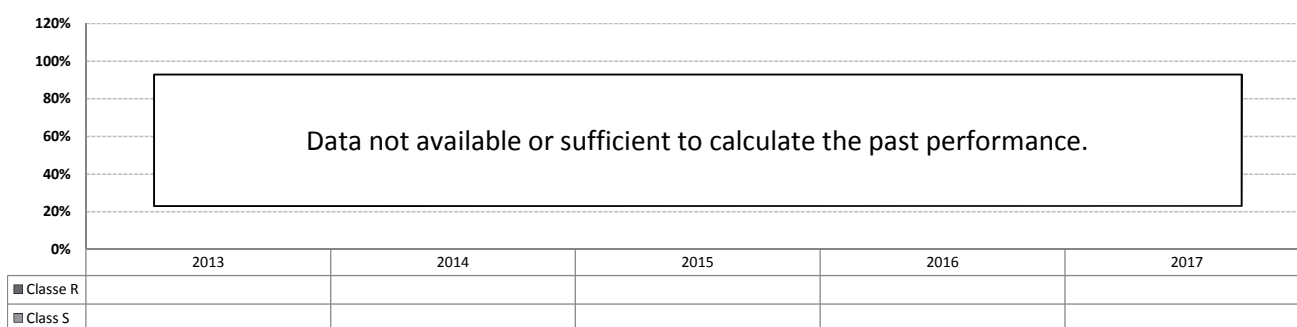 120%
100%
80%
Data not available or sufficient to calculate the past performance.
60%
40%
20%
0%
2013 2014 2015 2016 2017
Classe R
Class S